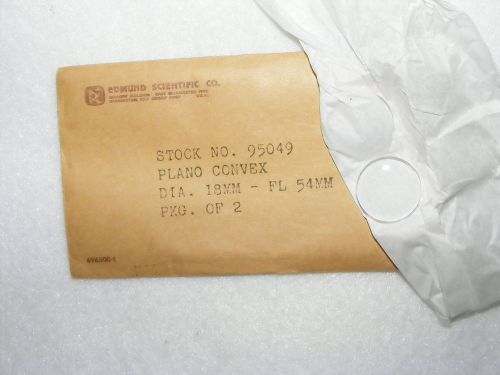 EDMUND SCIENTIFIC CO.
STOCK NO. 95049
PLANO CONVEX
DIA. 18MM - FL 54MM
PKG. OF 2